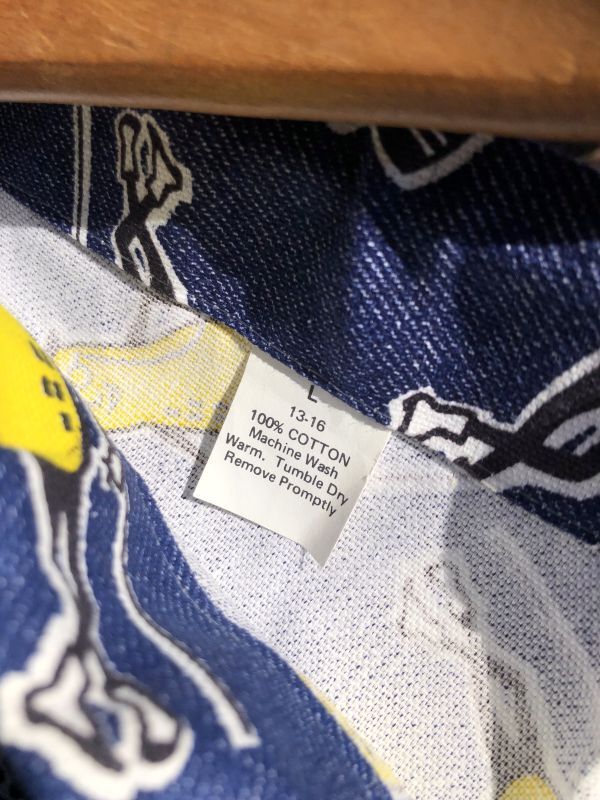 L
13-16
100% COTTON
Machine Wash
Warm. Tumble Dry
Remove Promptly